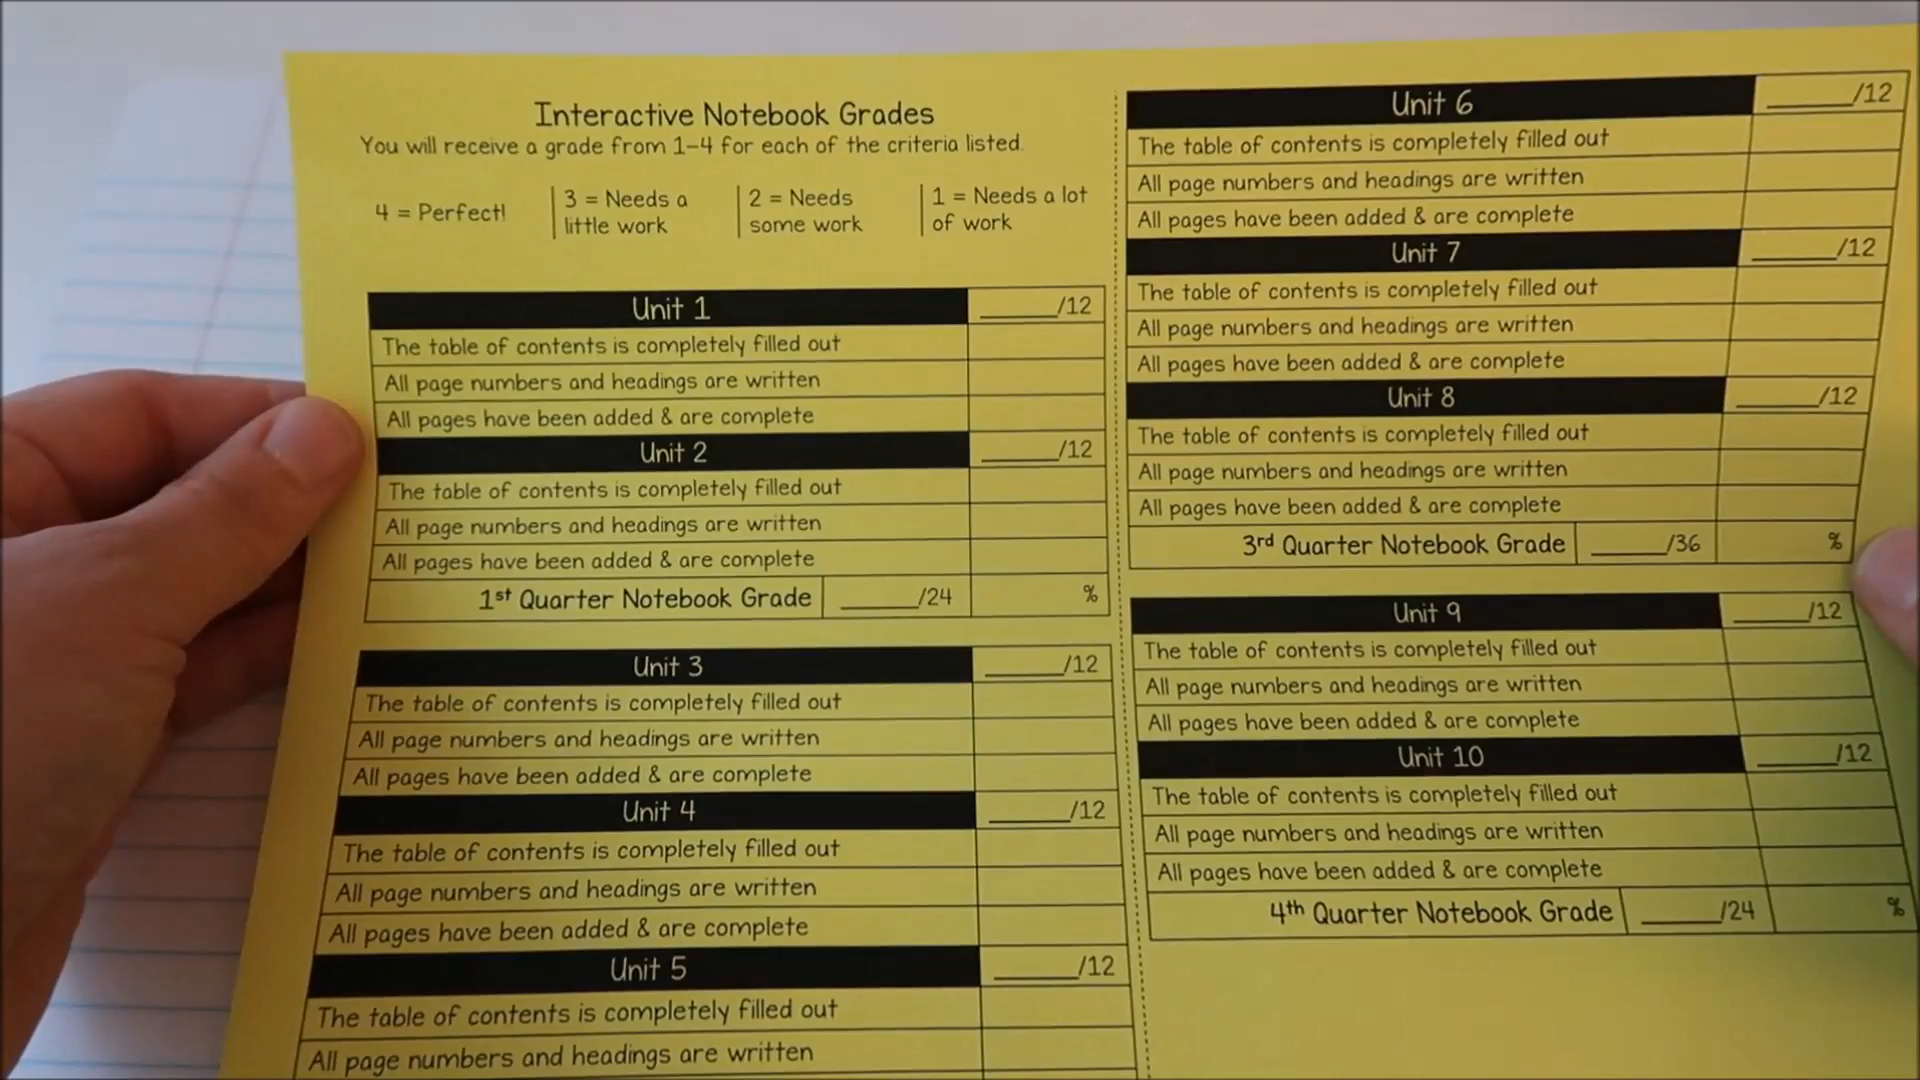 Interactive Notebook Grades
You will receive a grade from 1-4 for each of the criteria listed.
4 = Perfect!
3 = Needs a
little work
2 = Needs
some work
1 = Needs a lot
of work
Unit 1 ______/12
The table of contents is completely filled out
All page numbers and headings are written
All pages have been added & are complete
Unit 2 ______/12
The table of contents is completely filled out
All page numbers and headings are written
All pages have been added & are complete
1st Quarter Notebook Grade ______/24 %
Unit 3 ______/12
The table of contents is completely filled out
All page numbers and headings are written
All pages have been added & are complete
Unit 4 ______/12
The table of contents is completely filled out
All page numbers and headings are written
All pages have been added & are complete
Unit 5 ______/12
The table of contents is completely filled out
All page numbers and headings are written
Unit 6 ______/12
The table of contents is completely filled out
All page numbers and headings are written
All pages have been added & are complete
Unit 7 ______/12
The table of contents is completely filled out
All page numbers and headings are written
All pages have been added & are complete
Unit 8 ______/12
The table of contents is completely filled out
All page numbers and headings are written
All pages have been added & are complete
3rd Quarter Notebook Grade ______/36 %
Unit 9 ______/12
The table of contents is completely filled out
All page numbers and headings are written
All pages have been added & are complete
Unit 10 ______/12
The table of contents is completely filled out
All page numbers and headings are written
All pages have been added & are complete
4th Quarter Notebook Grade ______/24 %